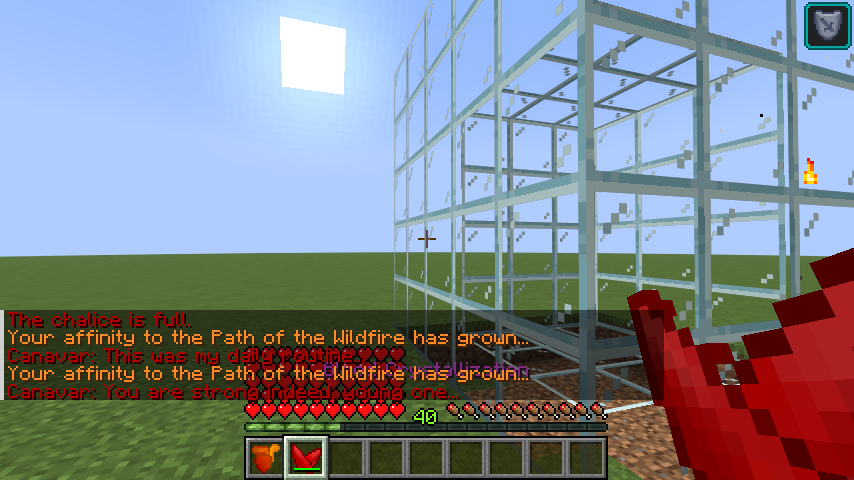 The chalice is full.
Your affinity to the Path of the Wildfire has grown...
Canavar: This was my daily routine
Your affinity to the Path of the Wildfire has grown...
Canavar: You are strong indeed, young one...
40